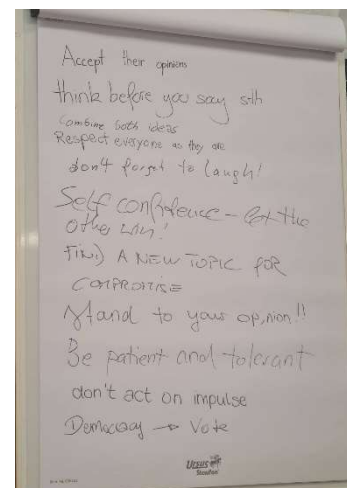 Accept their opinions
think before you say sth
Combine both ideas
Respect everyone as they are
don't forget to laugh!
Self confidence – let the
other win!
Find A NEW TOPIC FOR
COMPROMISE
Stand to your opinion!!
Be patient and tolerant
don't act on impulse
Democracy → Vote